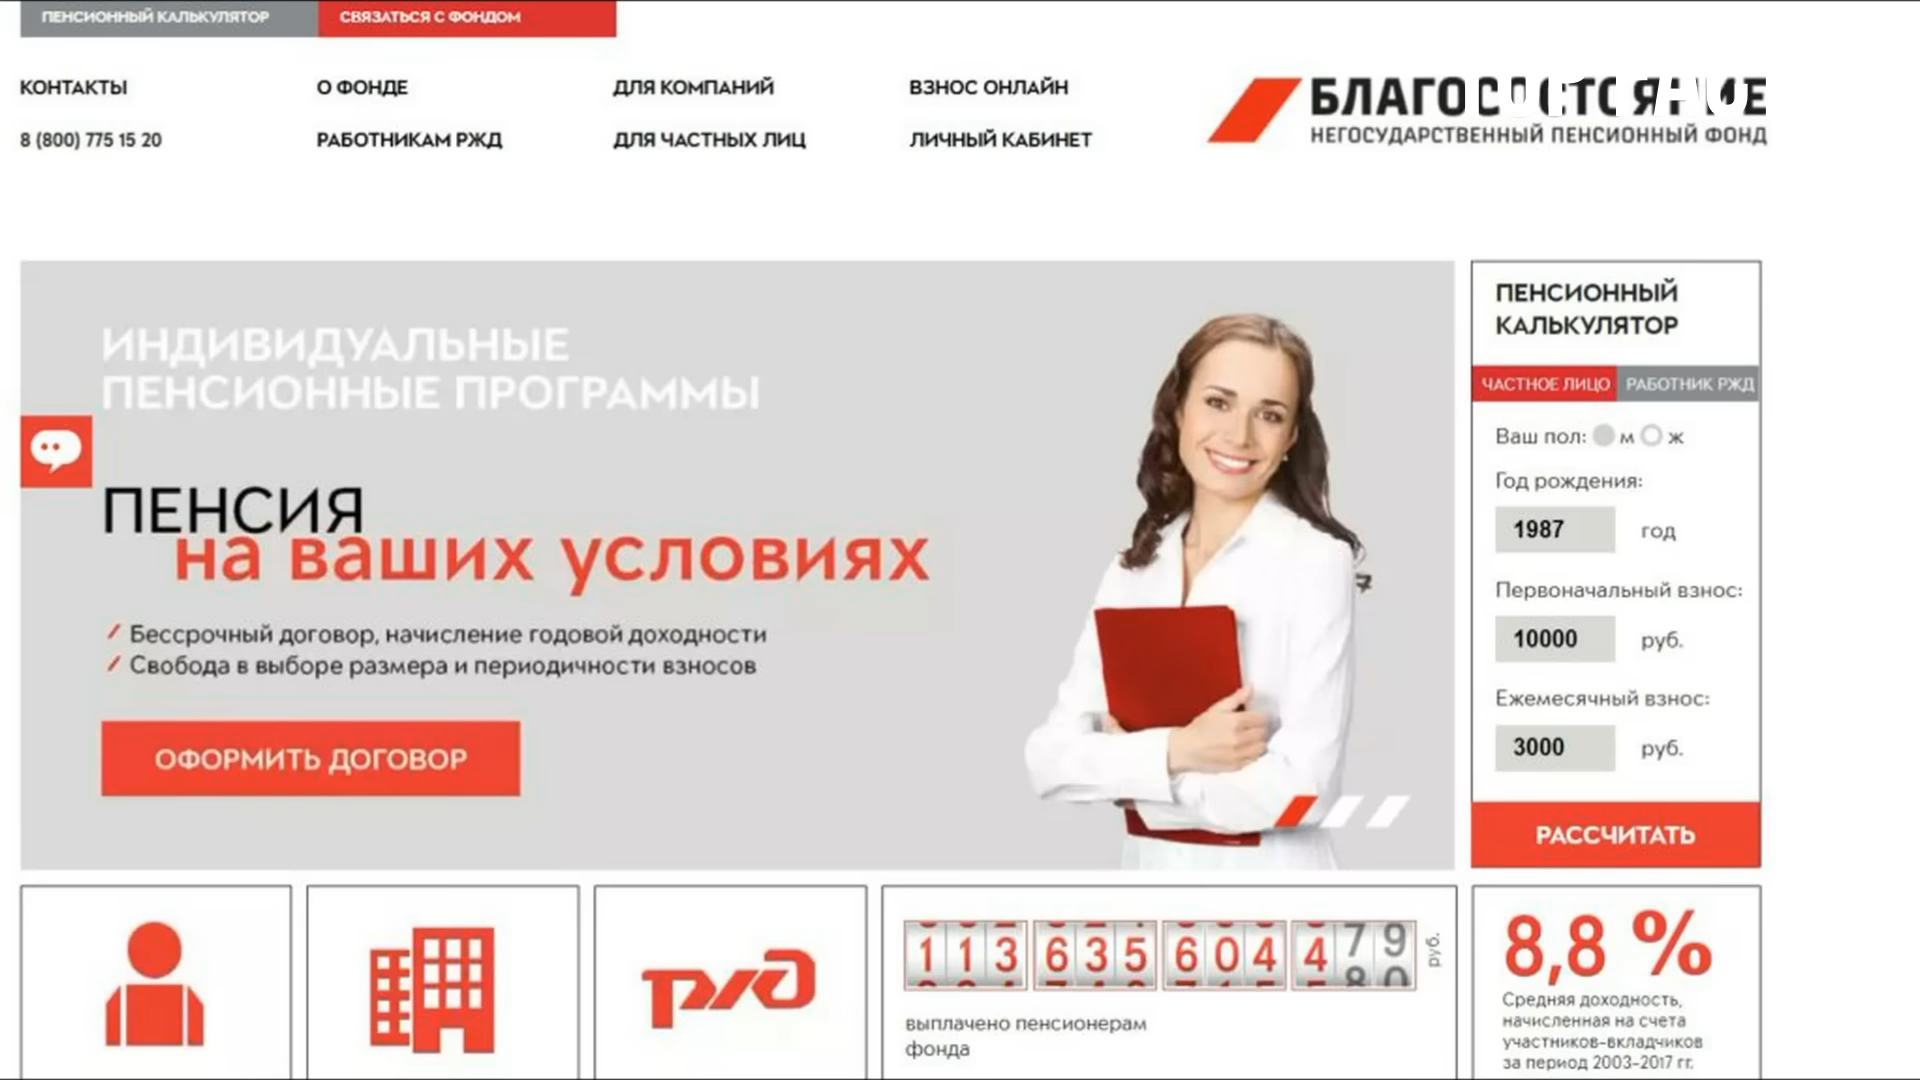 ПЕНСИОННЫЙ КАЛЬКУЛЯТОР
СВЯЗАТЬСЯ С ФОНДОМ
КОНТАКТЫ
О ФОНДЕ
ДЛЯ КОМПАНИЙ
ВЗНОС ОНЛАЙН
8 (800) 775 15 20
РАБОТНИКАМ РЖД
ДЛЯ ЧАСТНЫХ ЛИЦ
ЛИЧНЫЙ КАБИНЕТ
БЛАГОСОСТОЯНИЕ
НЕГОСУДАРСТВЕННЫЙ ПЕНСИОННЫЙ ФОНД
ИНДИВИДУАЛЬНЫЕ
ПЕНСИОННЫЕ ПРОГРАММЫ
ПЕНСИЯ
на ваших условиях
Бессрочный договор, начисление годовой доходности
Свобода в выборе размера и периодичности взносов
ОФОРМИТЬ ДОГОВОР
ПЕНСИОННЫЙ
КАЛЬКУЛЯТОР
ЧАСТНОЕ ЛИЦО
РАБОТНИК РЖД
Ваш пол: м ж
Год рождения:
1987 год
Первоначальный взнос:
10000 руб.
Ежемесячный взнос:
3000 руб.
РАССЧИТАТЬ
ржд
113 635 604 479 руб.
выплачено пенсионерам
фонда
8,8 %
Средняя доходность,
начисленная на счета
участников-вкладчиков
за период 2003-2017 гг.